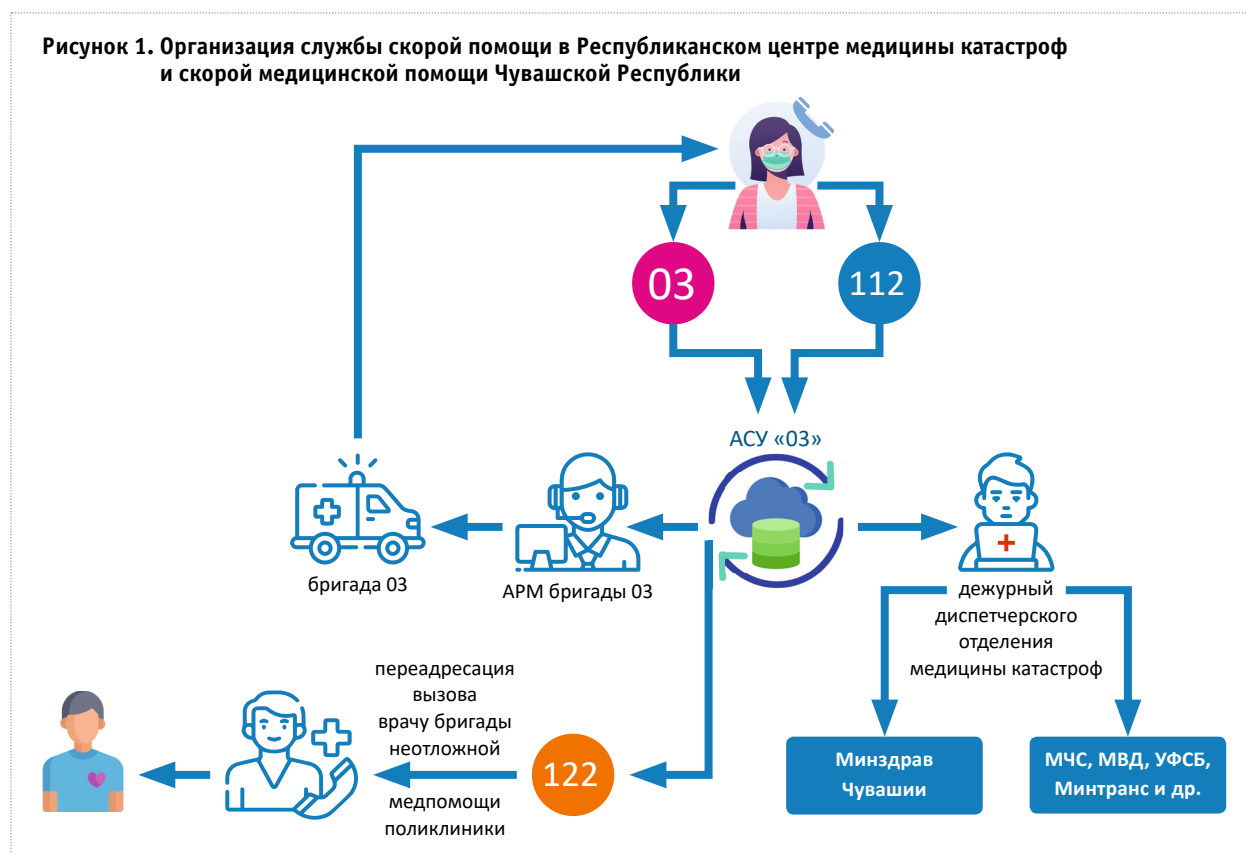 Рисунок 1. Организация службы скорой помощи в Республиканском центре медицины катастроф
и скорой медицинской помощи Чувашской Республики
03
112
АСУ «03»
бригада 03
АРМ бригады 03
дежурный
диспетчерского
отделения
медицины катастроф
переадресация
вызова
врачу бригады
неотложной
медпомощи
поликлиники
122
Минздрав
Чувашии
МЧС, МВД, УФСБ,
Минтранс и др.